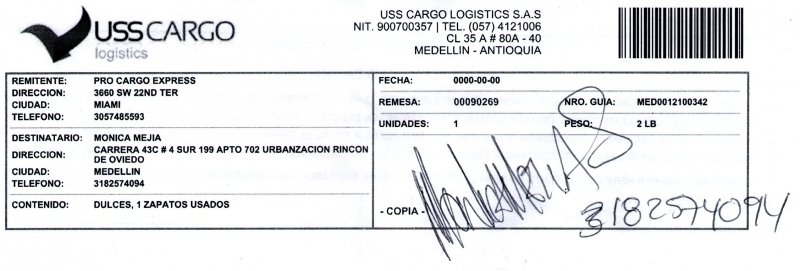 USSCARGO
logistics
USS CARGO LOGISTICS S.A.S
NIT. 900700357 | TEL. (057) 4121006
CL 35 A # 80A - 40
MEDELLIN - ANTIOQUIA
REMITENTE: PRO CARGO EXPRESS
DIRECCION: 3660 SW 22ND TER
CIUDAD: MIAMI
TELEFONO: 3057485593
DESTINATARIO: MONICA MEJIA
DIRECCION: CARRERA 43C # 4 SUR 199 APTO 702 URBANZACION RINCON
DE OVIEDO
CIUDAD: MEDELLIN
TELEFONO: 3182574094
CONTENIDO: DULCES, 1 ZAPATOS USADOS
FECHA: 0000-00-00
REMESA: 00090269 NRO. GUIA: MED0012100342
UNIDADES: 1 PESO: 2 LB
- COPIA -
3182574094